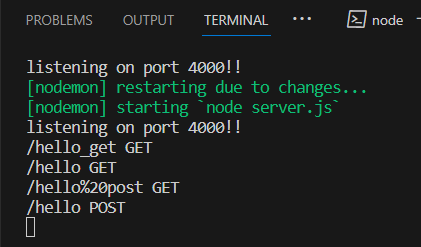 PROBLEMS OUTPUT TERMINAL ... node
listening on port 4000!!
[nodemon] restarting due to changes...
[nodemon] starting `node server.js`
listening on port 4000!!
/hello_get GET
/hello GET
/hello%20post GET
/hello POST